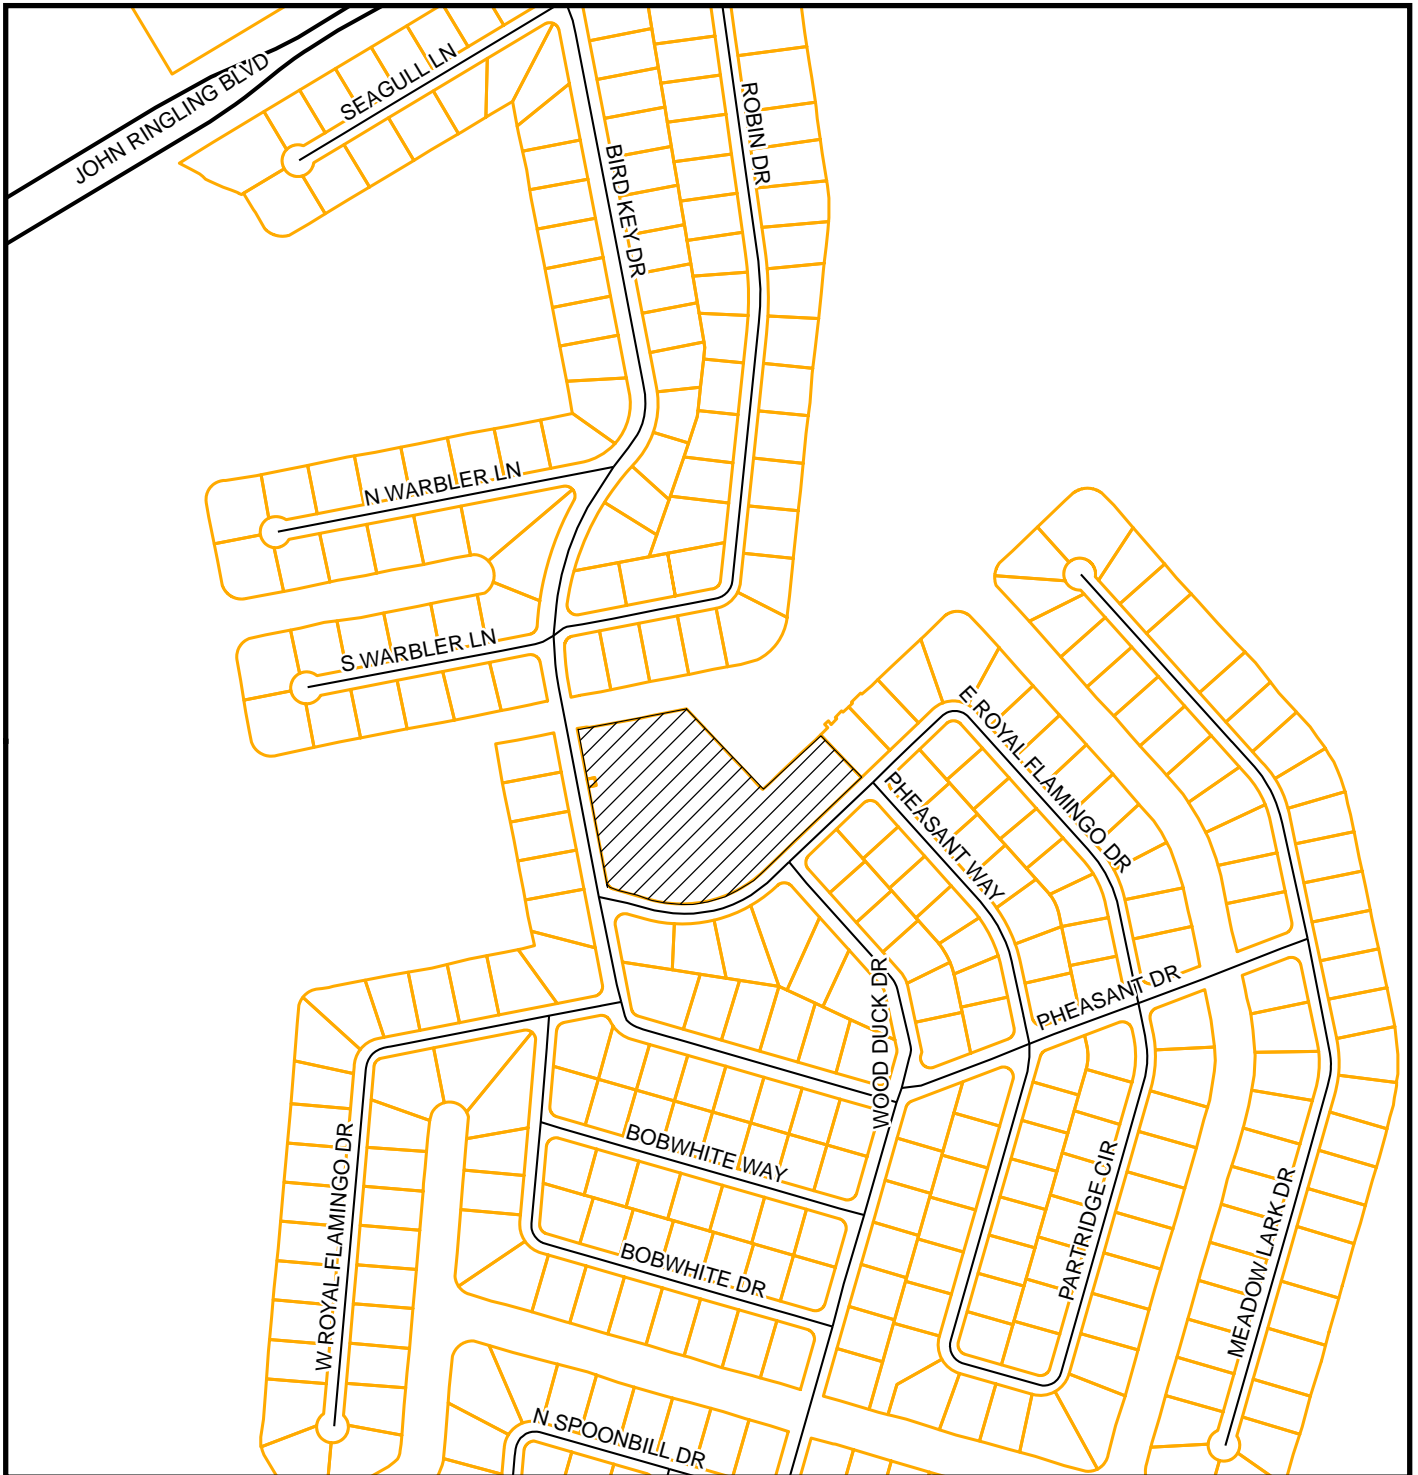 JOHN RINGLING BLVD
SEAGULL LN
BIRD KEY DR
ROBIN DR
N WARBLER LN
S WARBLER LN
E ROYAL FLAMINGO DR
PHEASANT WAY
WOOD DUCK DR
PHEASANT DR
BOBWHITE WAY
BOBWHITE DR
W ROYAL FLAMINGO DR
PARTRIDGE CIR
MEADOW LARK DR
N SPOONBILL DR